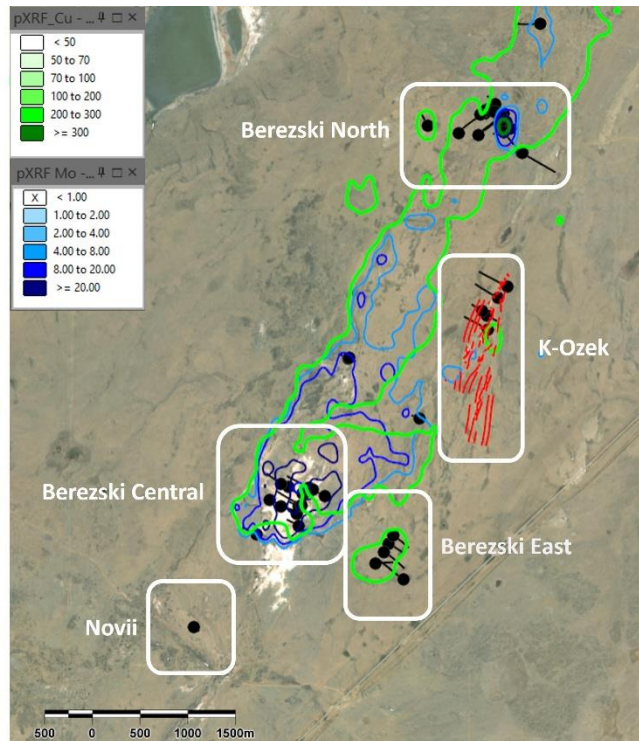 pXRF_Cu - ...
< 50
50 to 70
70 to 100
100 to 200
200 to 300
>= 300
pXRF Mo -...
X < 1.00
1.00 to 2.00
2.00 to 4.00
4.00 to 8.00
8.00 to 20.00
>= 20.00
Berezski North
K-Ozek
Berezski Central
Berezski East
Novii
500 0 500 1000 1500m